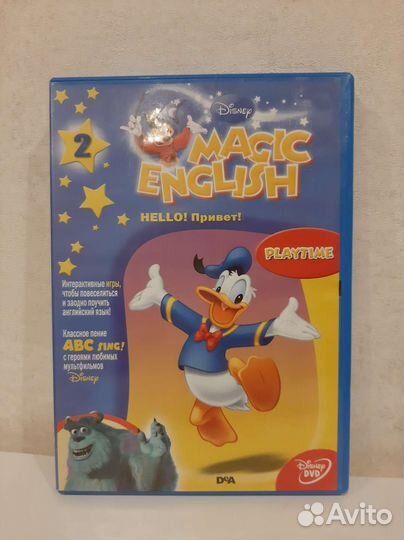 2
Disney
MAGIC
ENGLISH
HELLO! Привет!
PLAYTIME
Интерактивные игры,
чтобы повеселиться
и заодно поучить
английский язык!
Классное пение
ABC SING!
с героями любимых
мультфильмов
Disney
DeA
Disney
DVD
Avito